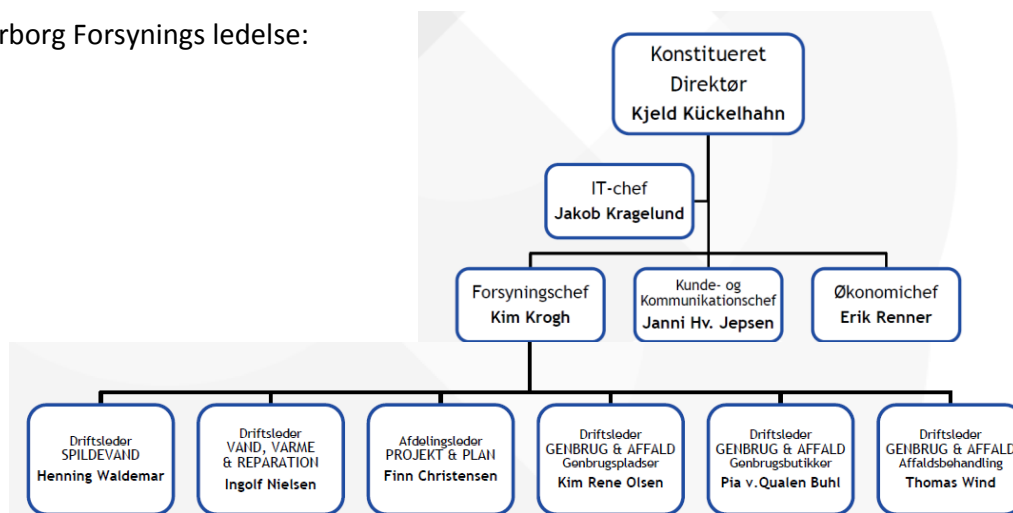 rborg Forsynings ledelse:
Konstitueret
Direktør
Kjeld Kückelhahn
IT-chef
Jakob Kragelund
Forsyningschef
Kim Krogh
Kunde- og
Kommunikationschef
Janni Hv. Jepsen
Økonomichef
Erik Renner
Driftsleder
SPILDEVAND
Henning Waldemar
Driftsleder
VAND, VARME
& REPARATION
Ingolf Nielsen
Afdelingsleder
PROJEKT & PLAN
Finn Christensen
Driftsleder
GENBRUG & AFFALD
Genbrugspladser
Kim Rene Olsen
Driftsleder
GENBRUG & AFFALD
Genbrugsbutikker
Pia v.Qualen Buhl
Driftsleder
GENBRUG & AFFALD
Affaldsbehandling
Thomas Wind